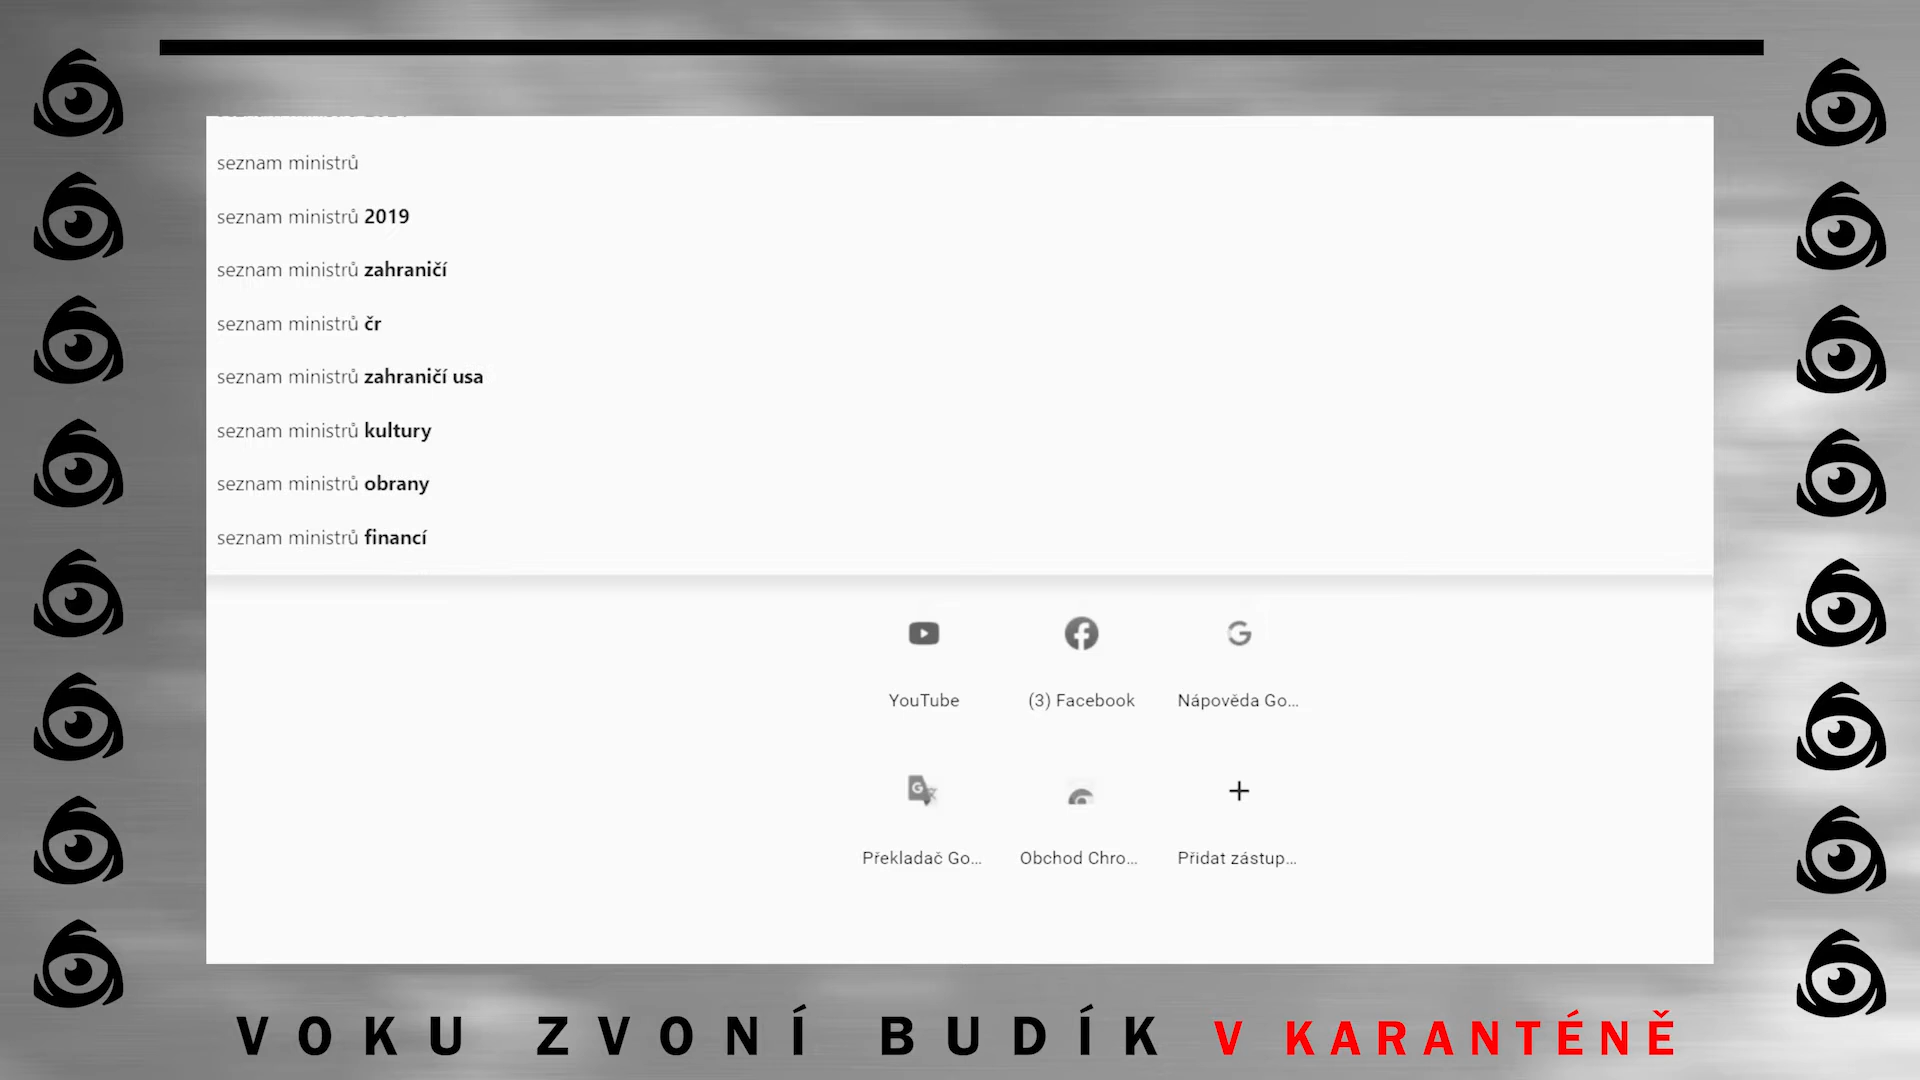 seznam ministrů
seznam ministrů 2019
seznam ministrů zahraničí
seznam ministrů čr
seznam ministrů zahraničí usa
seznam ministrů kultury
seznam ministrů obrany
seznam ministrů financí
YouTube (3) Facebook Nápověda Go...
Překladač Go... Obchod Chro... Přidat zástup...
VOKU ZVONÍ BUDÍK V KARANTÉNĚ